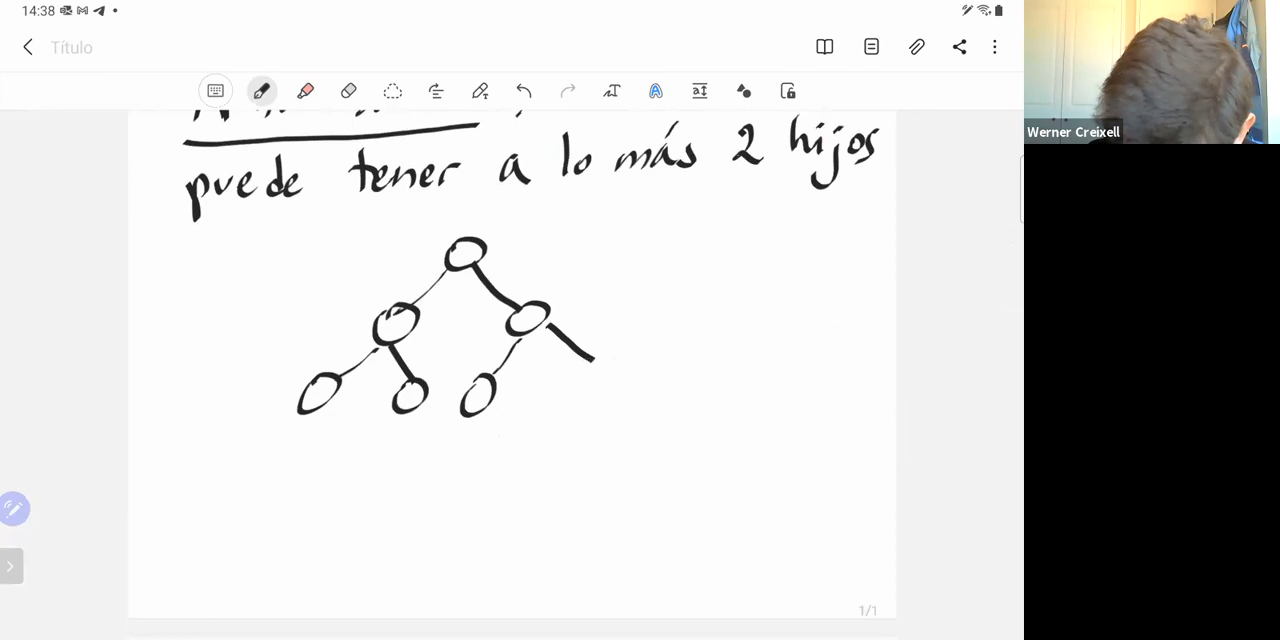 14:38
Título
puede tener a lo más 2 hijos
Werner Creixell
1/1